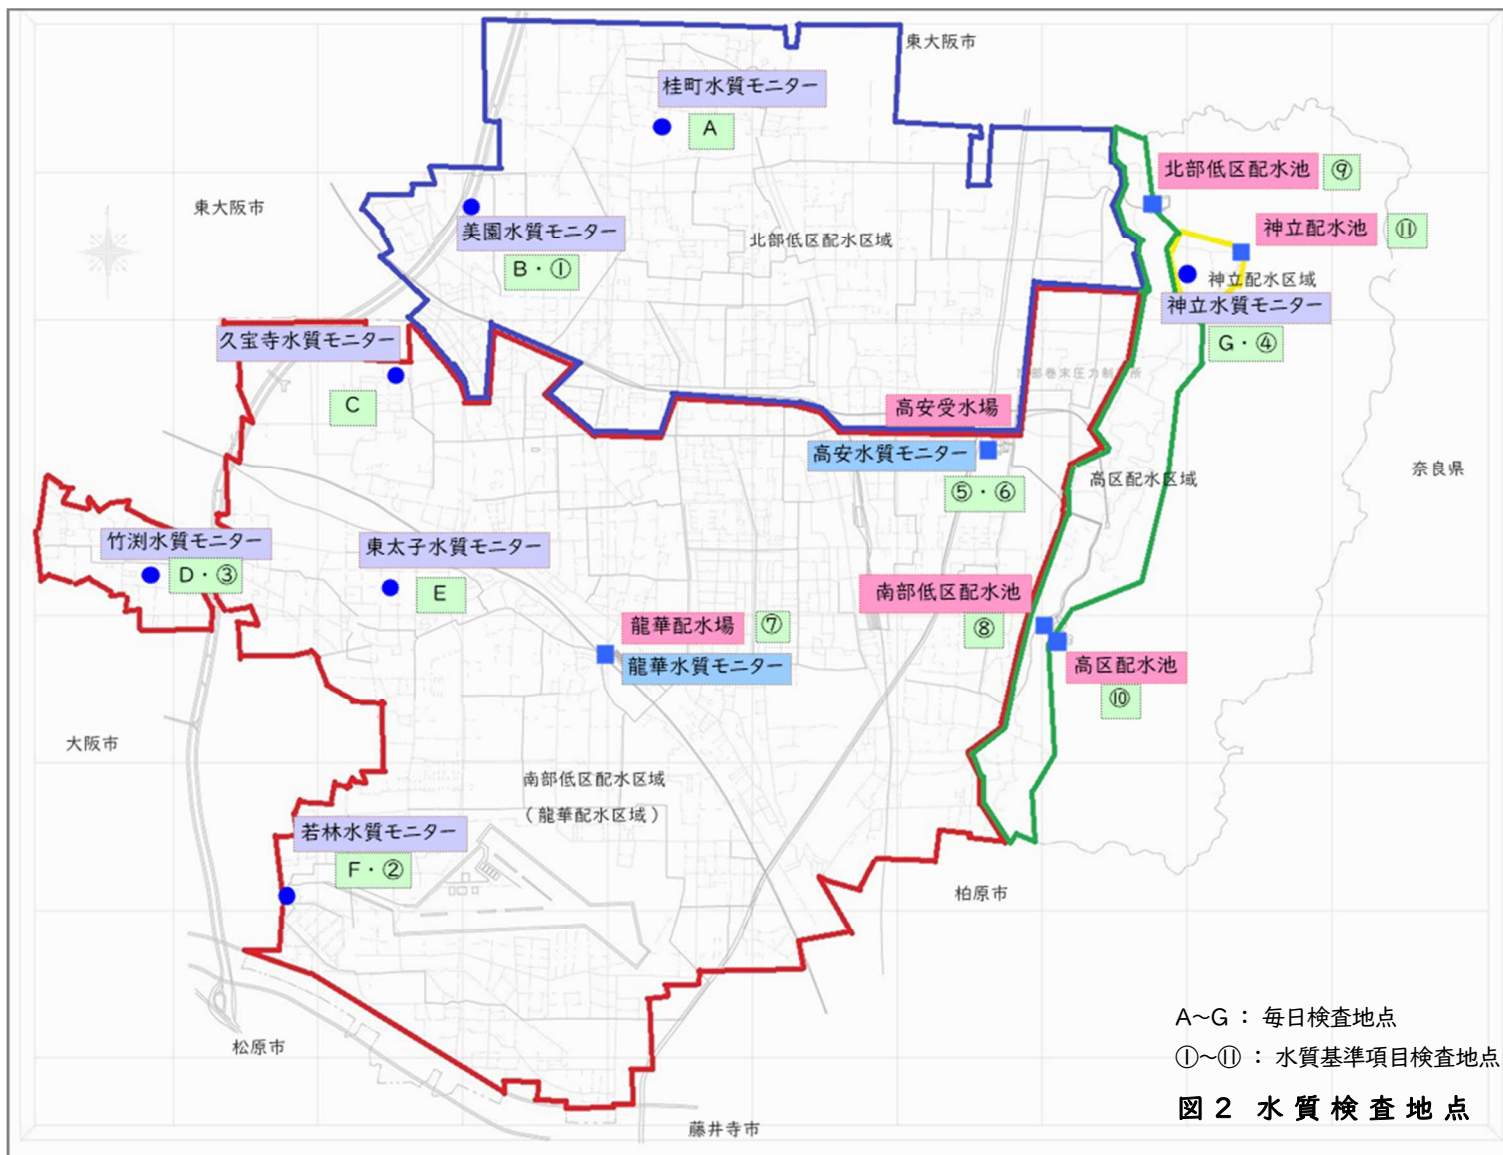 東大阪市
桂町水質モニター
A
北部低区配水池
⑨
東大阪市
美園水質モニター
B・①
北部低区配水区域
神立配水池
⑪
神立配水区域
神立水質モニター
G・④
久宝寺水質モニター
C
高安受水場
高安水質モニター
⑤・⑥
高区配水区域
奈良県
竹渕水質モニター
D・③
東太子水質モニター
E
龍華配水場
⑦
龍華水質モニター
南部低区配水池
⑧
高区配水池
⑩
大阪市
南部低区配水区域
(龍華配水区域)
若林水質モニター
F・②
柏原市
松原市
藤井寺市
A~G : 毎日検査地点
①~⑪ : 水質基準項目検査地点
図2 水質検査地点